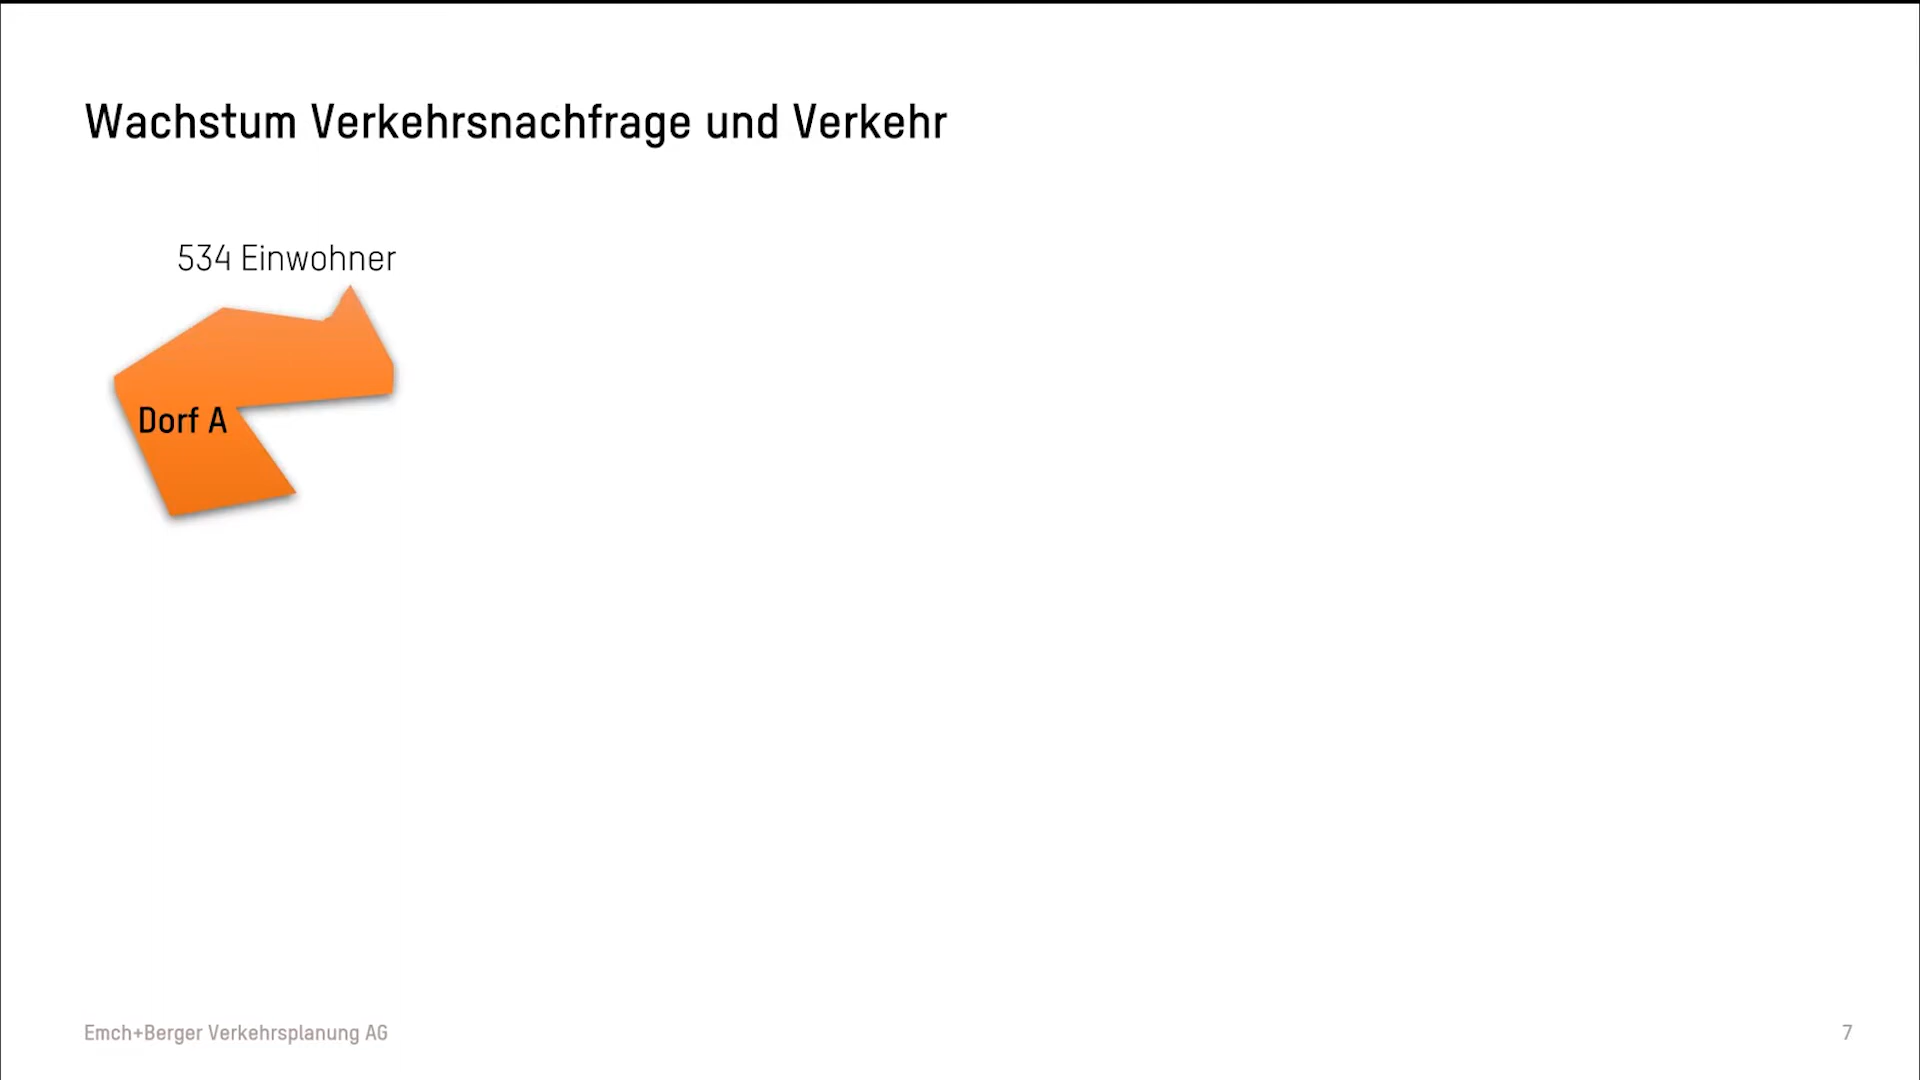 Wachstum Verkehrsnachfrage und Verkehr
534 Einwohner
Dorf A
Emch+Berger Verkehrsplanung AG
7